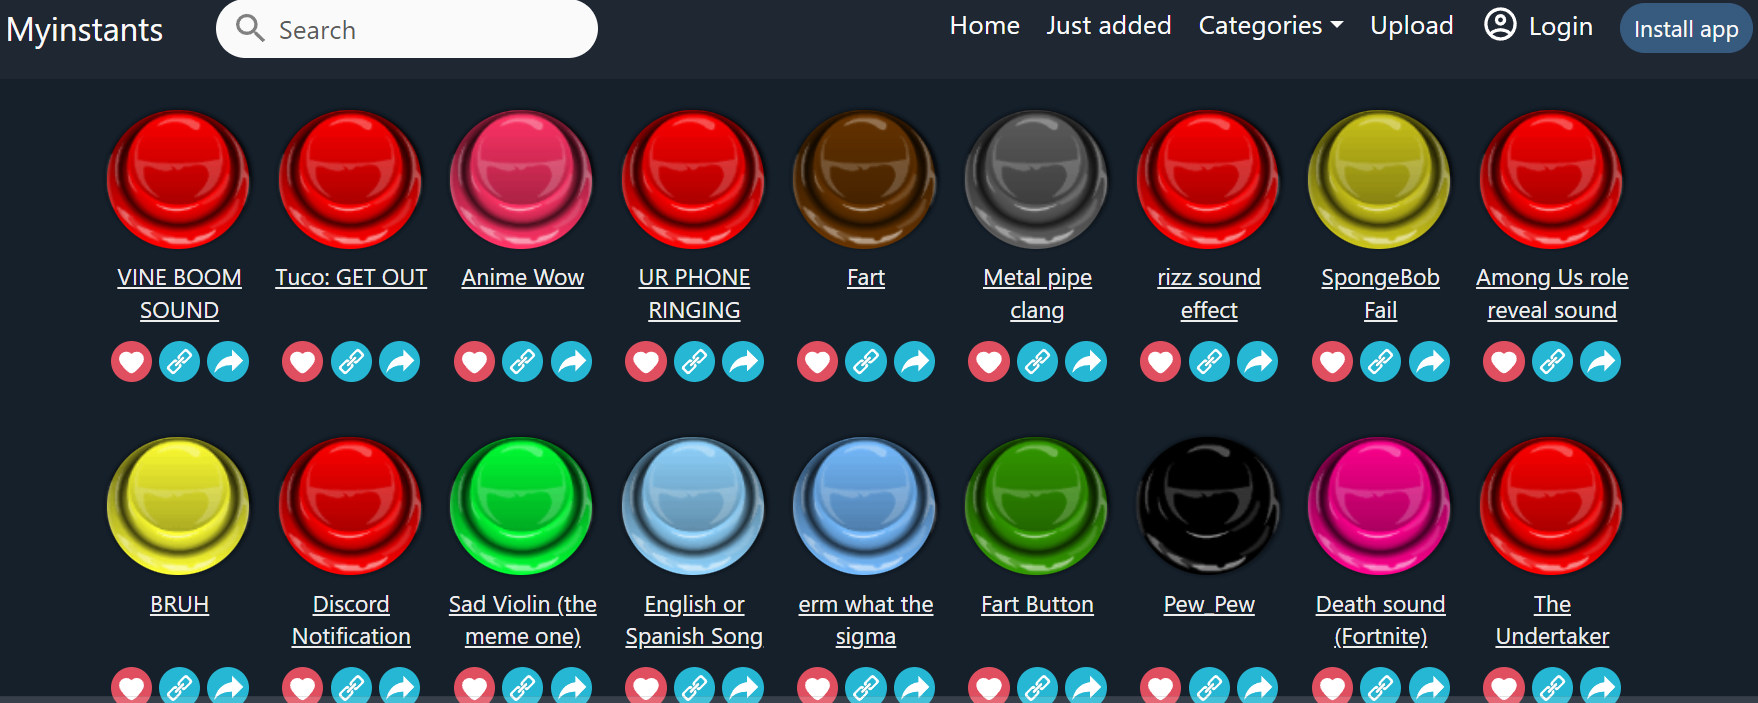 Myinstants
Search
Home
Just added
Categories
Upload
Login
Install app
VINE BOOM
SOUND
Tuco: GET OUT
Anime Wow
UR PHONE
RINGING
Fart
Metal pipe
clang
rizz sound
effect
SpongeBob
Fail
Among Us role
reveal sound
BRUH
Discord
Notification
Sad Violin (the
meme one)
English or
Spanish Song
erm what the
sigma
Fart Button
Pew_Pew
Death sound
(Fortnite)
The
Undertaker